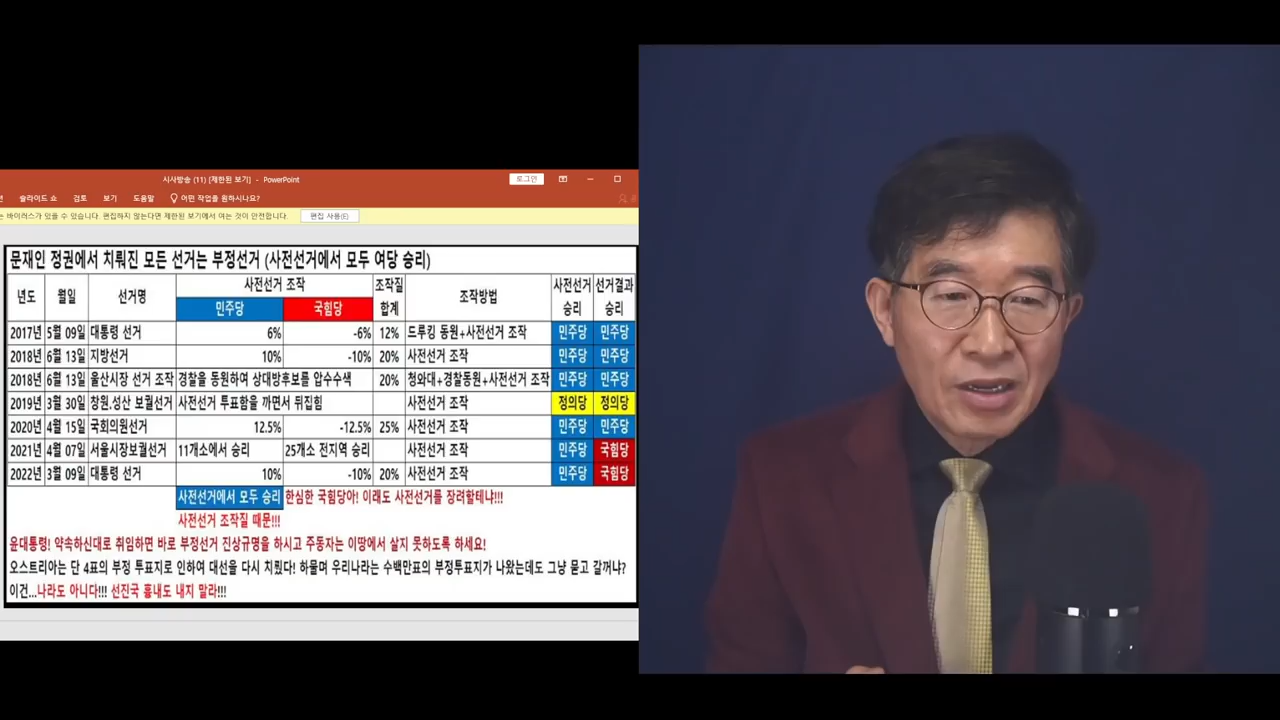 시사방송 (11) [제한된 보기] - PowerPoint
로그인
슬라이드 쇼 검토 보기 도움말 어떤 작업을 원하시나요?
바이러스가 있을 수 있습니다. 편집하지 않는다면 제한된 보기에서 여는 것이 안전합니다. 편집 사용(E)
문재인 정권에서 치뤄진 모든 선거는 부정선거 (사전선거에서 모두 여당 승리)
년도 월일 선거명 사전선거 조작 조작질 합계 조작방법 사전선거 승리 선거결과 승리
민주당 국힘당
2017년 5월 09일 대통령 선거 6% -6% 12% 드루킹 동원+사전선거 조작 민주당 민주당
2018년 6월 13일 지방선거 10% -10% 20% 사전선거 조작 민주당 민주당
2018년 6월 13일 울산시장 선거 조작 경찰을 동원하여 상대방후보를 압수수색 20% 청와대+경찰동원+사전선거 조작 민주당 민주당
2019년 3월 30일 창원.성산 보궐선거 사전선거 투표함을 까면서 뒤집힘 사전선거 조작 정의당 정의당
2020년 4월 15일 국회의원선거 12.5% -12.5% 25% 사전선거 조작 민주당 민주당
2021년 4월 07일 서울시장보궐선거 11개소에서 승리 25개소 전지역 승리 사전선거 조작 민주당 국힘당
2022년 3월 09일 대통령 선거 10% -10% 20% 사전선거 조작 민주당 국힘당
사전선거에서 모두 승리 한심한 국힘당아! 이래도 사전선거를 장려할테냐!!!
사전선거 조작질 때문!!!
윤대통령! 약속하신대로 취임하면 바로 부정선거 진상규명을 하시고 주동자는 이땅에서 살지 못하도록 하세요!
오스트리아는 단 4표의 부정 투표지로 인하여 대선을 다시 치뤘다! 하물며 우리나라는 수백만표의 부정투표지가 나왔는데도 그냥 묻고 갈꺼냐?
이건...나라도 아니다!!! 선진국 흉내도 내지 말라!!!